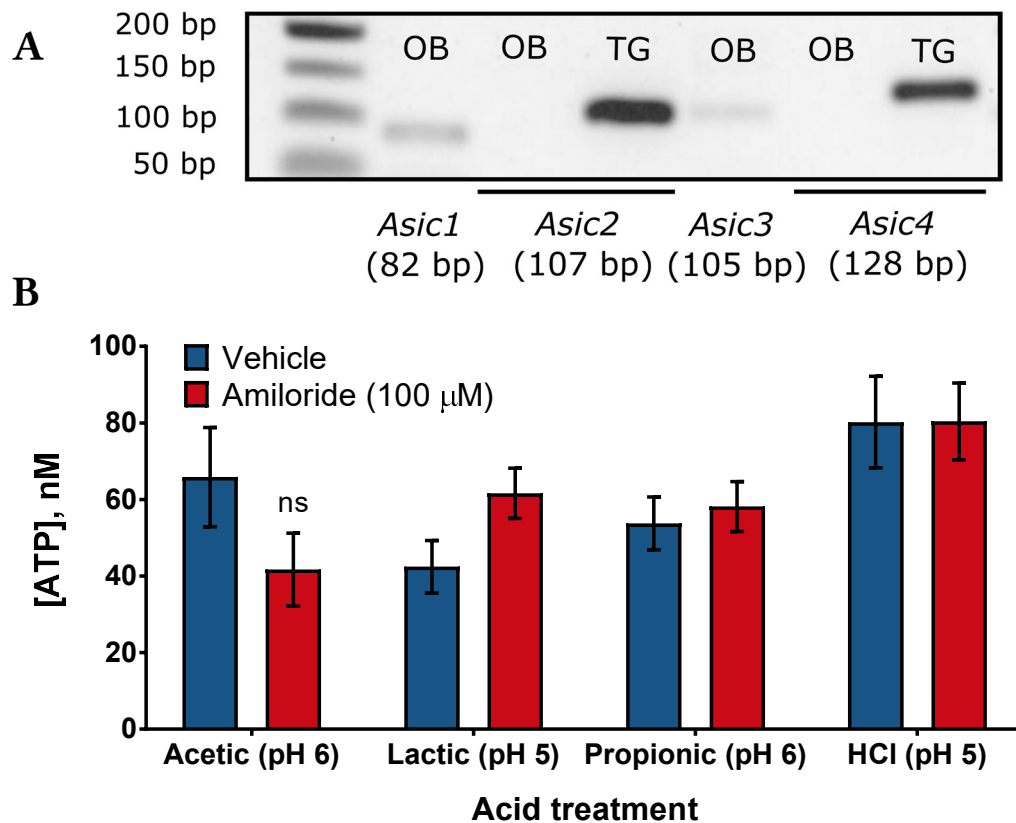 A
200 bp
150 bp
100 bp
50 bp
OB OB TG OB OB TG
Asic1 Asic2 Asic3 Asic4
(82 bp) (107 bp) (105 bp) (128 bp)
B
Vehicle
Amiloride (100 μM)
ns
[ATP], nM
100
80
60
40
20
0
Acetic (pH 6) Lactic (pH 5) Propionic (pH 6) HCl (pH 5)
Acid treatment